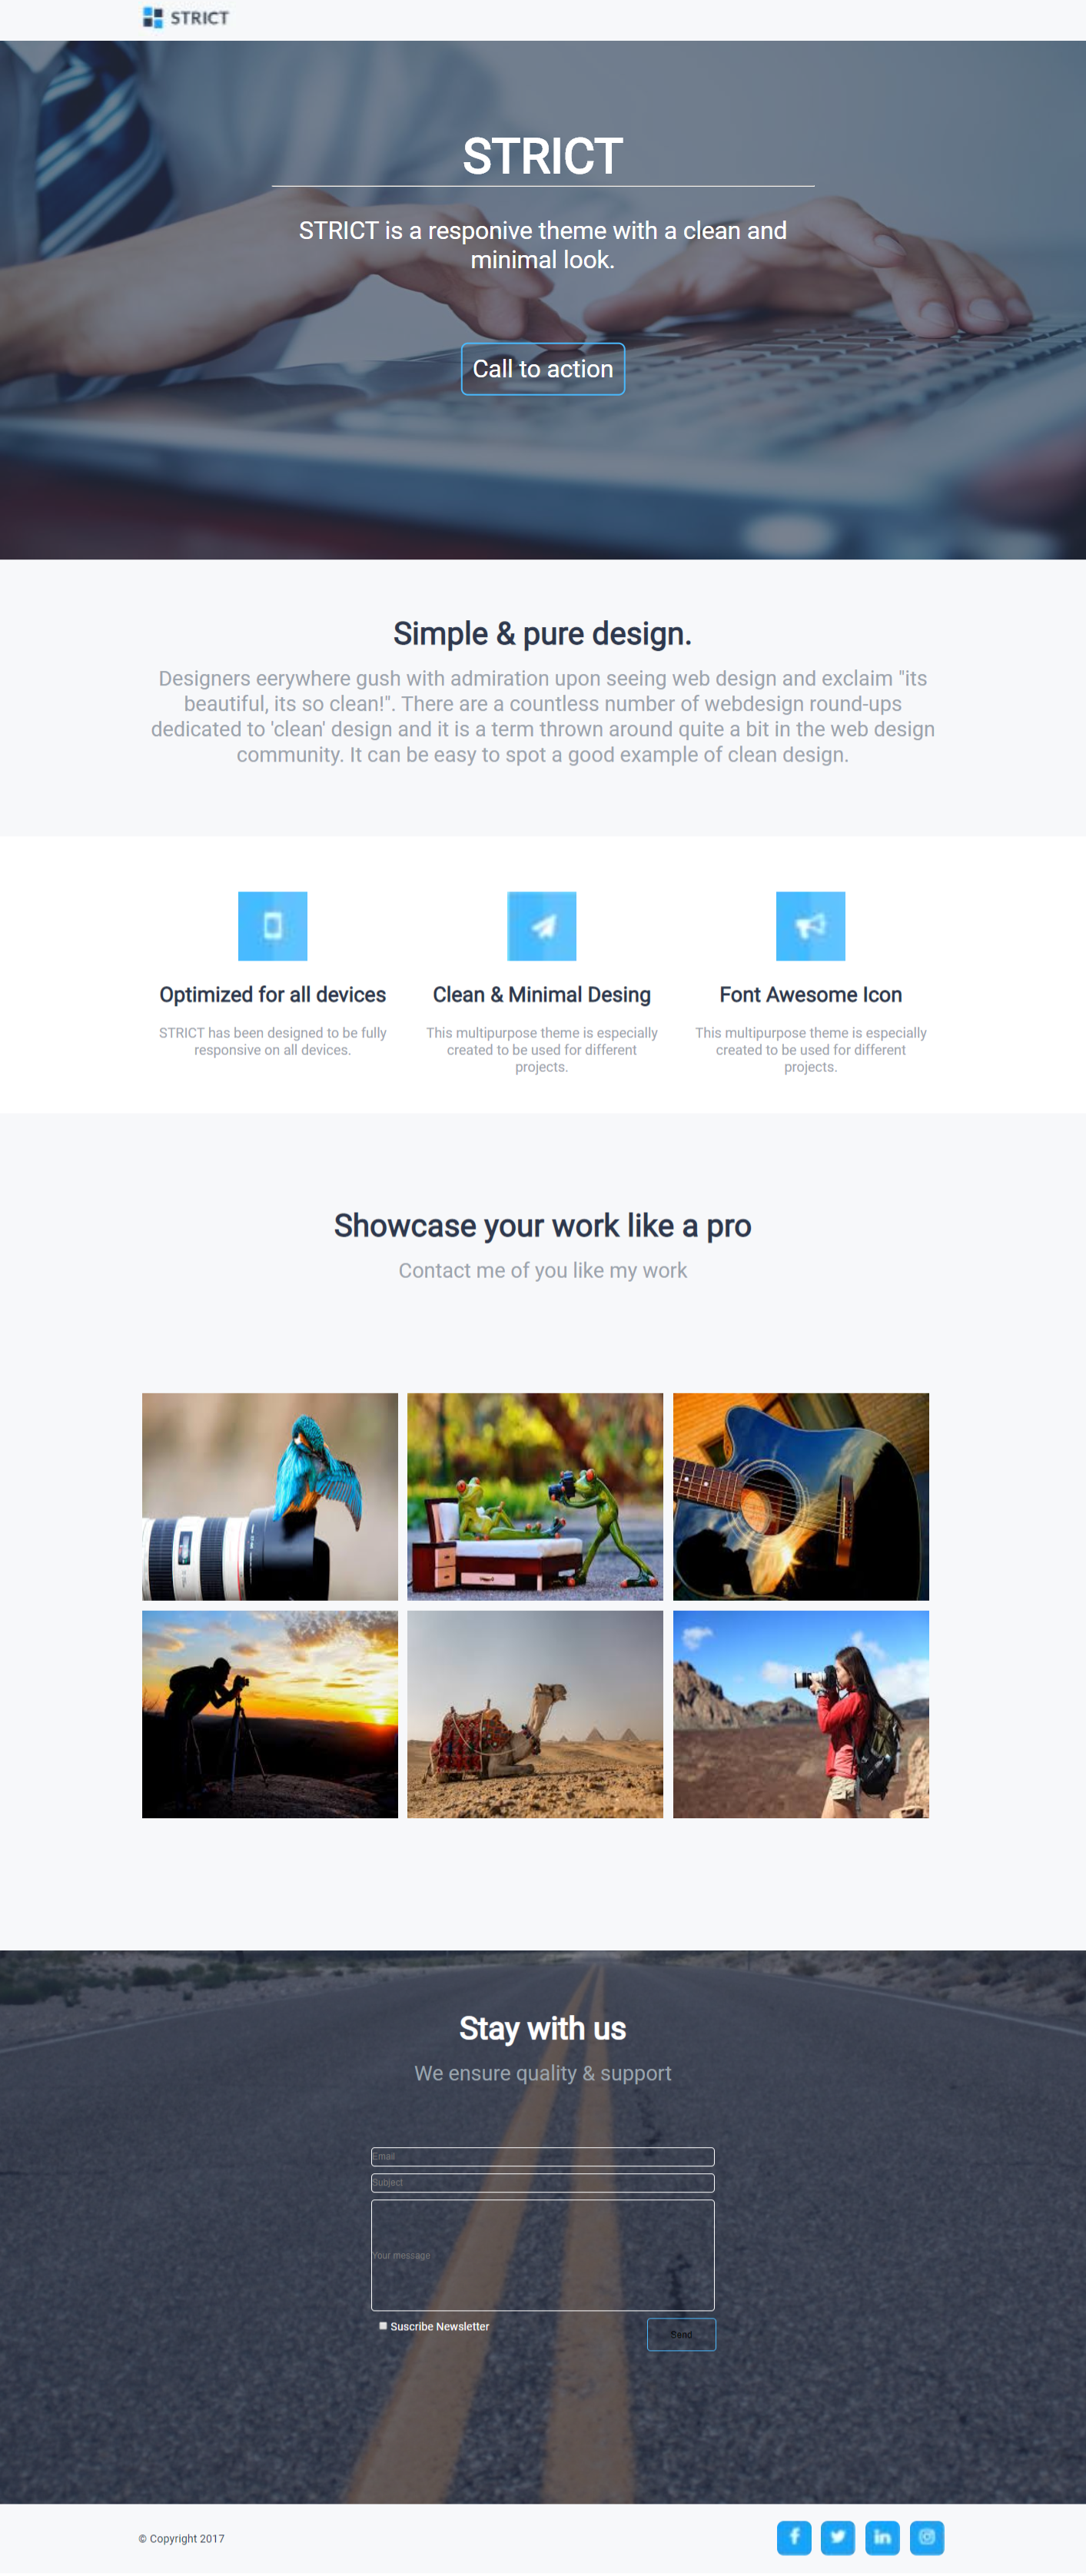 STRICT
STRICT
STRICT is a responive theme with a clean and
minimal look.
Call to action
Simple & pure design.
Designers eerywhere gush with admiration upon seeing web design and exclaim "its
beautiful, its so clean!". There are a countless number of webdesign round-ups
dedicated to 'clean' design and it is a term thrown around quite a bit in the web design
community. It can be easy to spot a good example of clean design.
Optimized for all devices
STRICT has been designed to be fully
responsive on all devices.
Clean & Minimal Desing
This multipurpose theme is especially
created to be used for different
projects.
Font Awesome Icon
This multipurpose theme is especially
created to be used for different
projects.
Showcase your work like a pro
Contact me of you like my work
Stay with us
We ensure quality & support
Email
Subject
Your message
Suscribe Newsletter
Send
© Copyright 2017